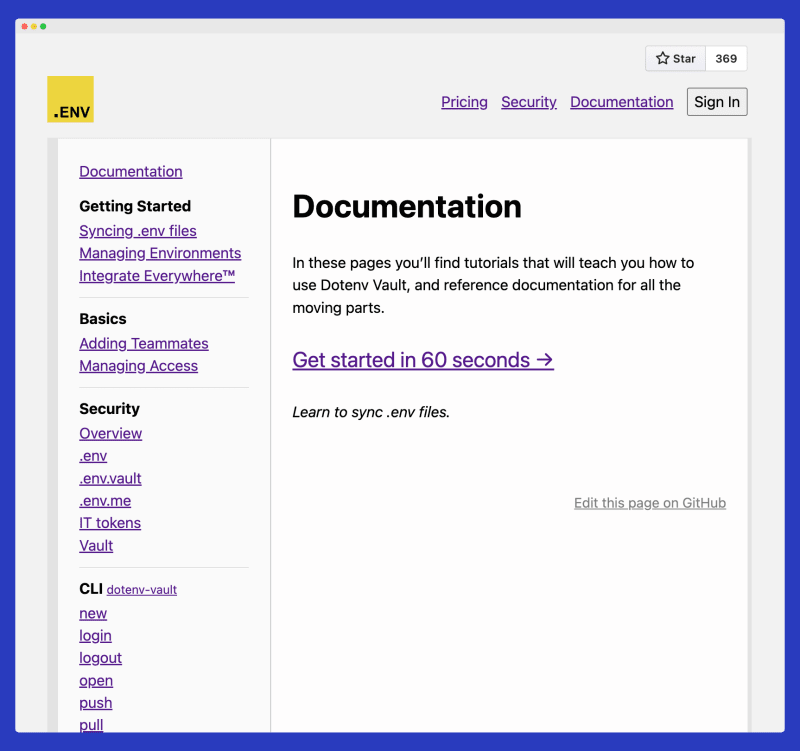 Star 369
.ENV
Pricing Security Documentation Sign In
Documentation
Getting Started
Syncing .env files
Managing Environments
Integrate Everywhere™
Basics
Adding Teammates
Managing Access
Security
Overview
.env
.env.vault
.env.me
IT tokens
Vault
CLI dotenv-vault
new
login
logout
open
push
pull
Documentation
In these pages you’ll find tutorials that will teach you how to
use Dotenv Vault, and reference documentation for all the
moving parts.
Get started in 60 seconds →
Learn to sync .env files.
Edit this page on GitHub